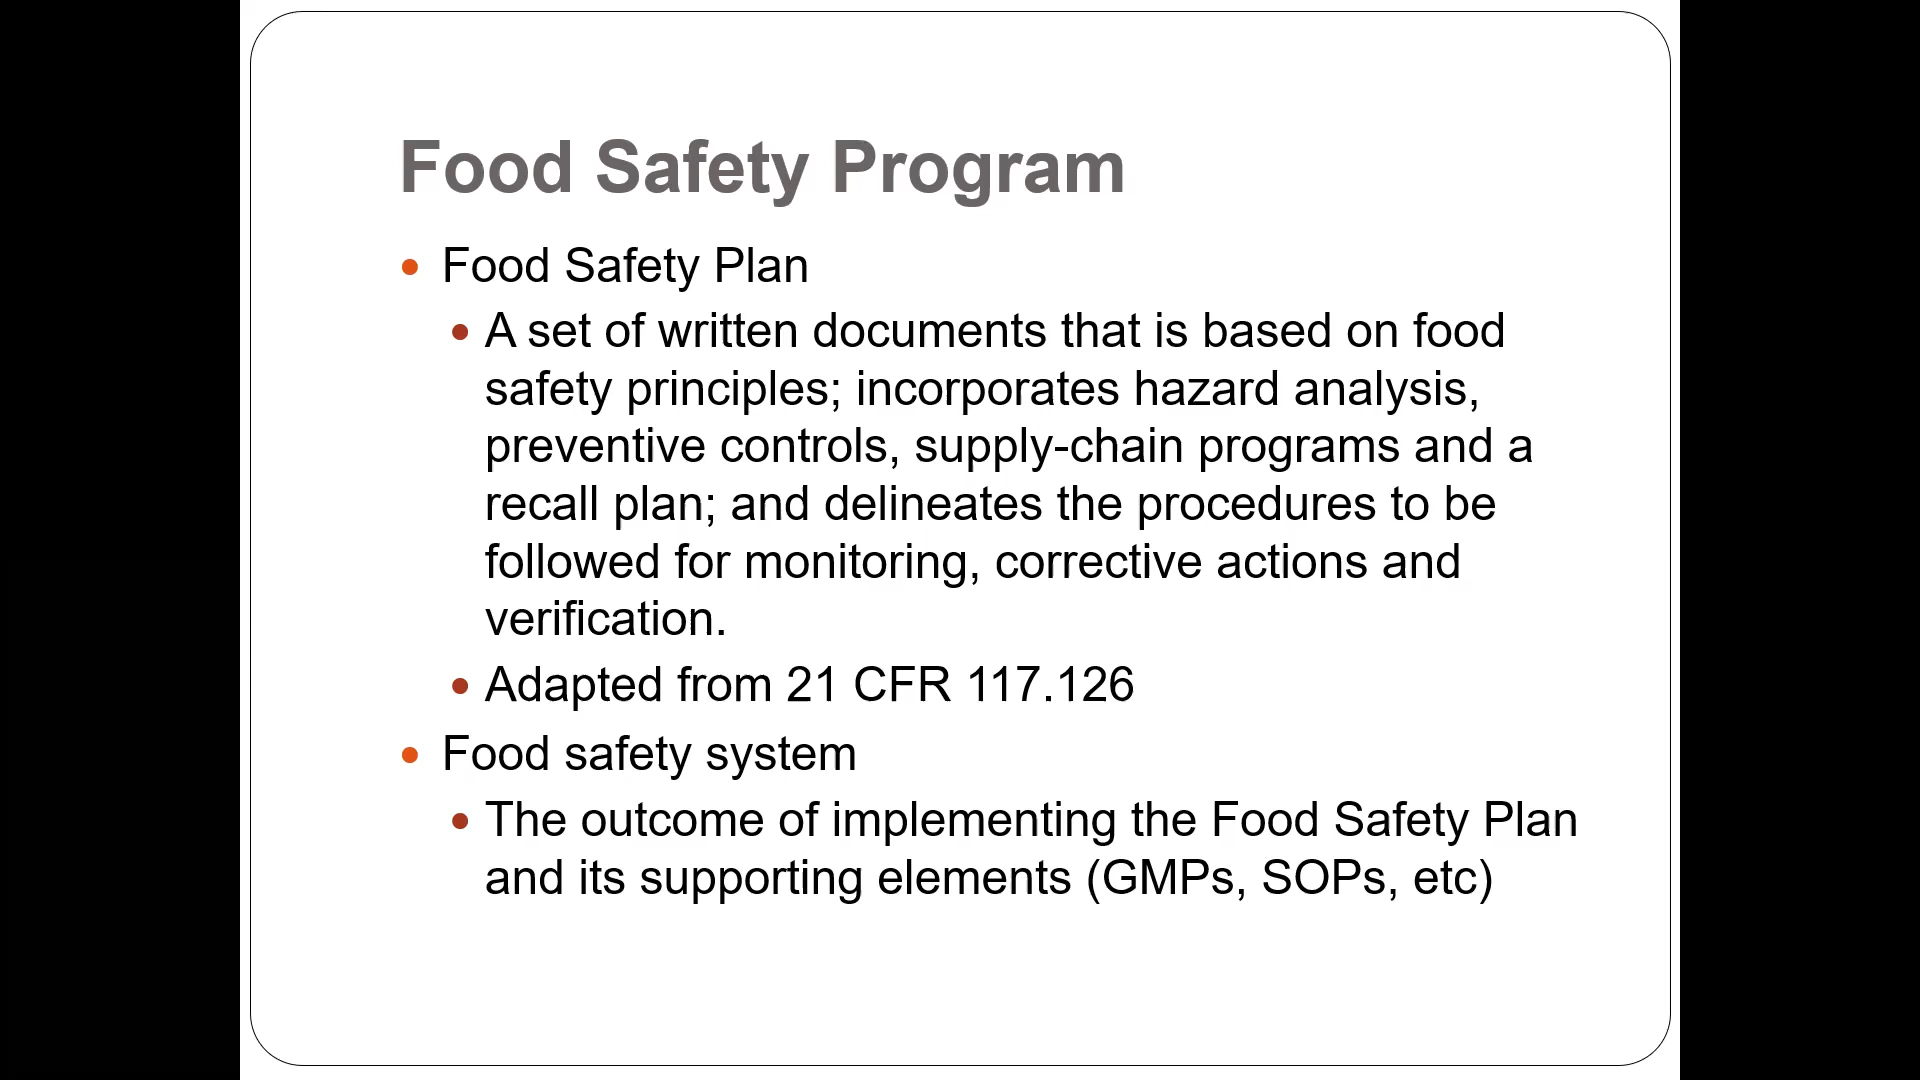 Food Safety Program
Food Safety Plan
A set of written documents that is based on food
safety principles; incorporates hazard analysis,
preventive controls, supply-chain programs and a
recall plan; and delineates the procedures to be
followed for monitoring, corrective actions and
verification.
Adapted from 21 CFR 117.126
Food safety system
The outcome of implementing the Food Safety Plan
and its supporting elements (GMPs, SOPs, etc)